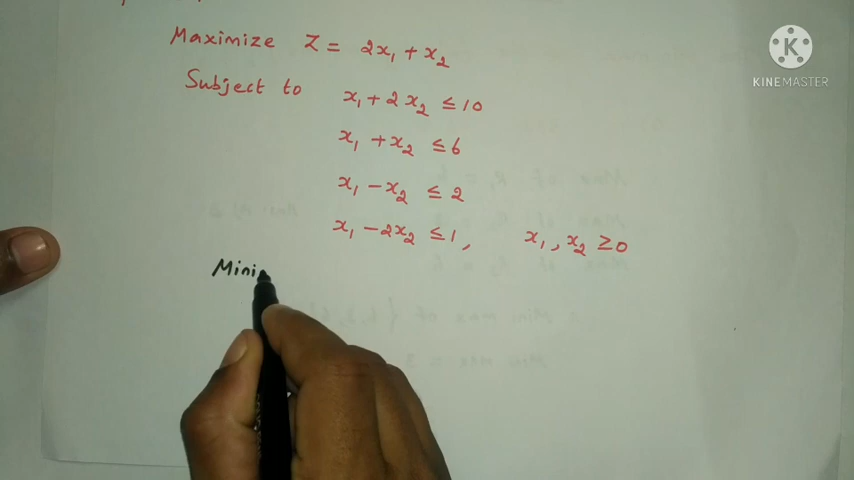 Maximize Z = 2x₁ + x₂
Subject to x₁ + 2x₂ ≤ 10
x₁ + x₂ ≤ 6
x₁ - x₂ ≤ 2
x₁ - 2x₂ ≤ 1, x₁, x₂ ≥ 0
Mini
K
KINEMASTER